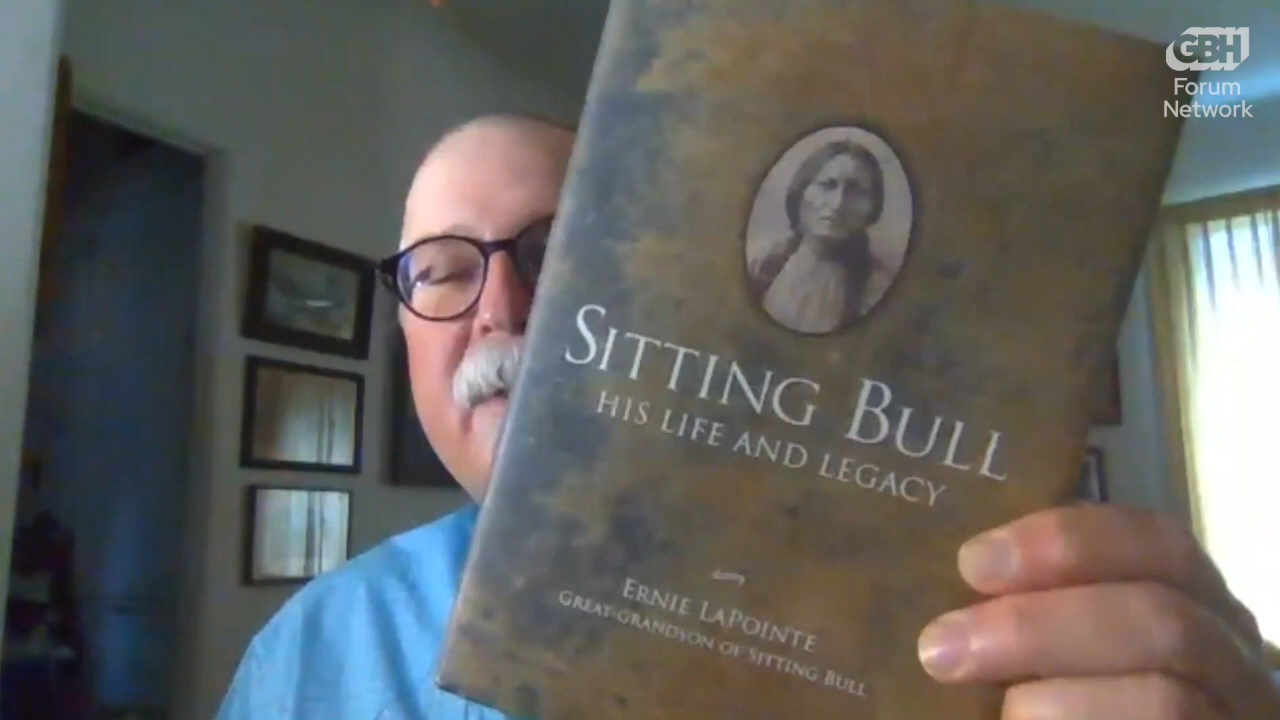 GBH
Forum
Network
SITTING BULL
HIS LIFE AND LEGACY
ERNIE LAPOINTE
GREAT-GRANDSON OF SITTING BULL